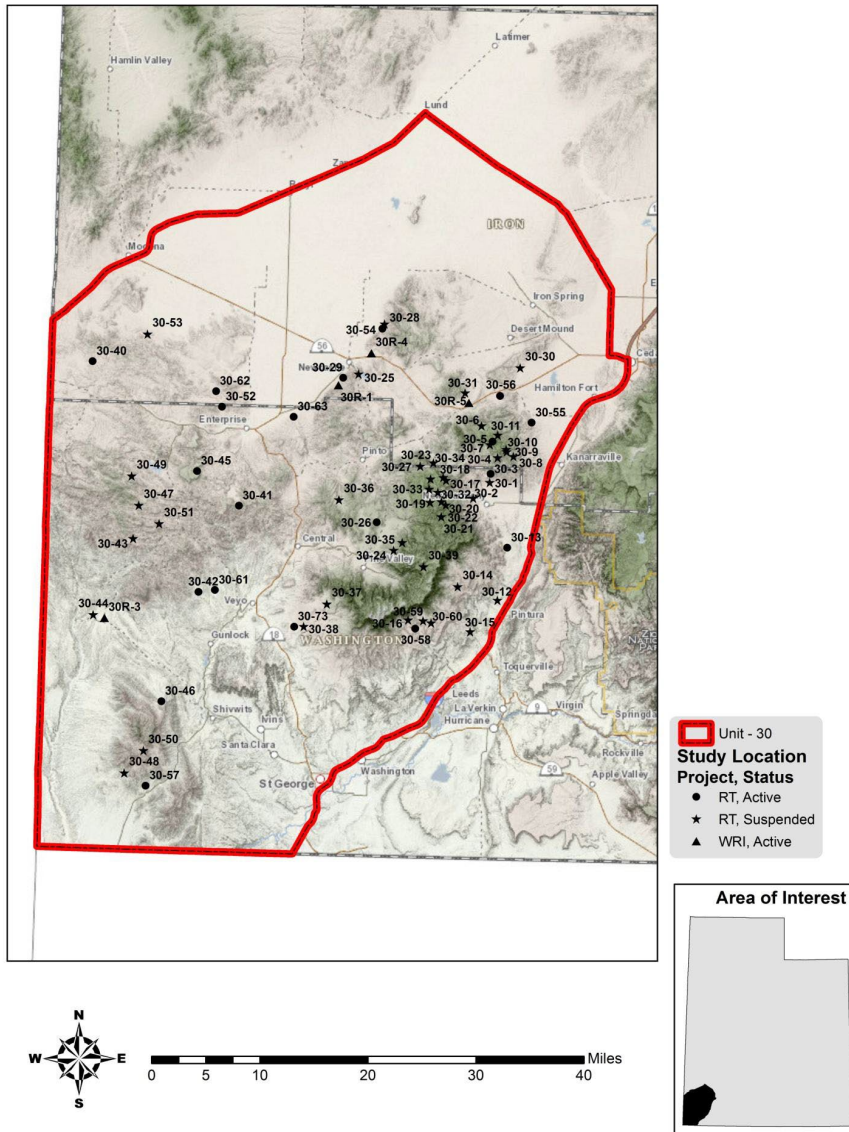 Latimer
Hamlin Valley
Lund
Zane
Beryl
IRON
Modena
Iron Spring
30-53
30-28
30-54
Desert Mound
30R-4
56
30-40
30-29
30-25
30-30
30-31
Hamilton Fort
30-62
30R-1
30-56
30-52
30R-5
30-63
30-55
Enterprise
30-6
30-11
30-5
30-10
Pinto
30-7
30-9
Kanarraville
30-23
30-34
30-4
30-8
30-45
30-27
30-18
30-3
30-49
30-17
30-1
30-33
30-32
30-2
30-36
30-47
30-41
30-19
30-20
30-51
30-26
30-22
30-21
30-43
Central
30-35
30-13
30-24
Pine Valley
30-39
30-42
30-61
30-14
Veyo
30-37
30-12
30-44
30R-3
30-59
30-60
Pintura
30-73
30-16
30-15
30-38
30-58
WASHINGTON
Gunlock
18
Toquerville
30-46
Leeds
La Verkin
9
Virgin
Shivwits
Ivins
Hurricane
Springda
30-50
Santa Clara
Rockville
30-48
Washington
59
30-57
St George
Apple Valley
Unit - 30
Study Location
Project, Status
RT, Active
RT, Suspended
WRI, Active
Area of Interest
N
W
E
S
Miles
0 5 10 20 30 40